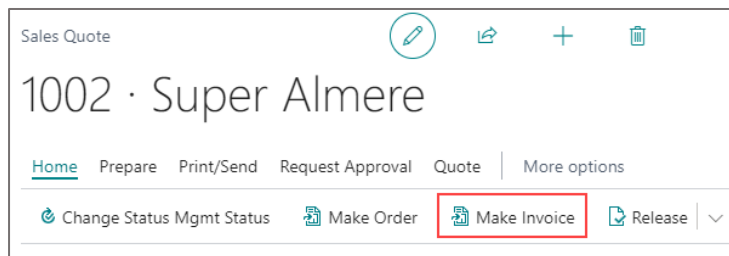 Sales Quote
1002 · Super Almere
Home Prepare Print/Send Request Approval Quote More options
Change Status Mgmt Status Make Order Make Invoice Release